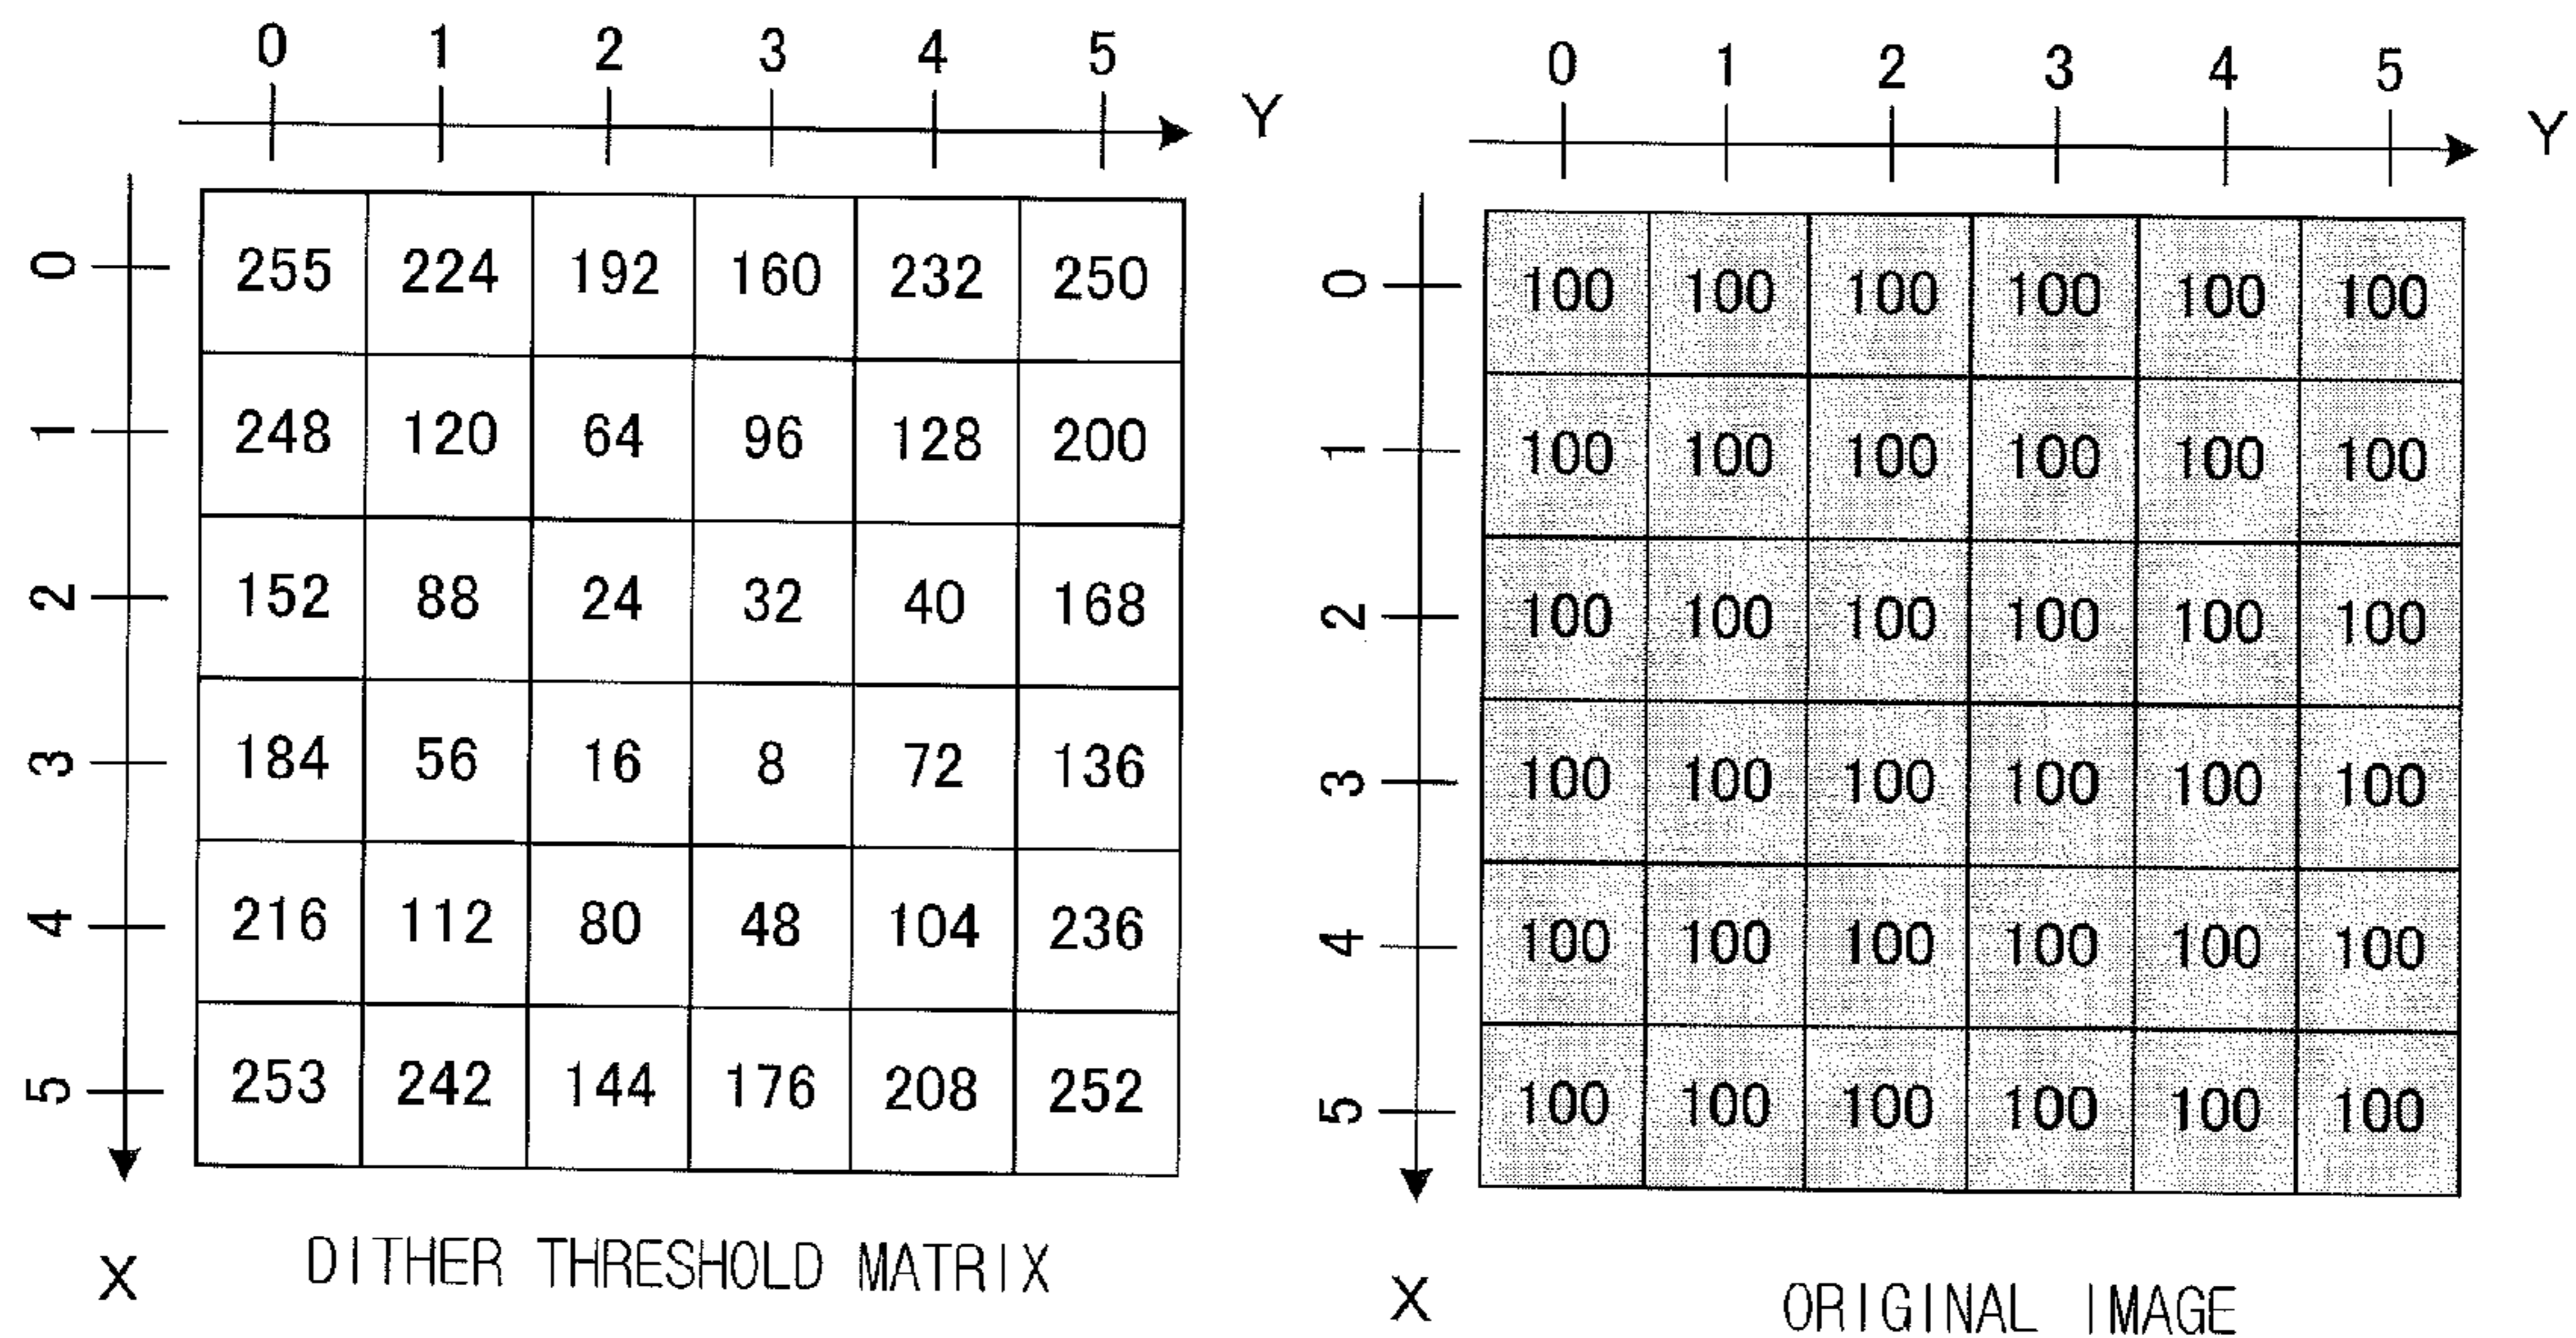 0 1 2 3 4 5 Y
0 255 224 192 160 232 250
1 248 120 64 96 128 200
2 152 88 24 32 40 168
3 184 56 16 8 72 136
4 216 112 80 48 104 236
5 253 242 144 176 208 252
X DITHER THRESHOLD MATRIX
0 1 2 3 4 5 Y
0 100 100 100 100 100 100
1 100 100 100 100 100 100
2 100 100 100 100 100 100
3 100 100 100 100 100 100
4 100 100 100 100 100 100
5 100 100 100 100 100 100
X ORIGINAL IMAGE